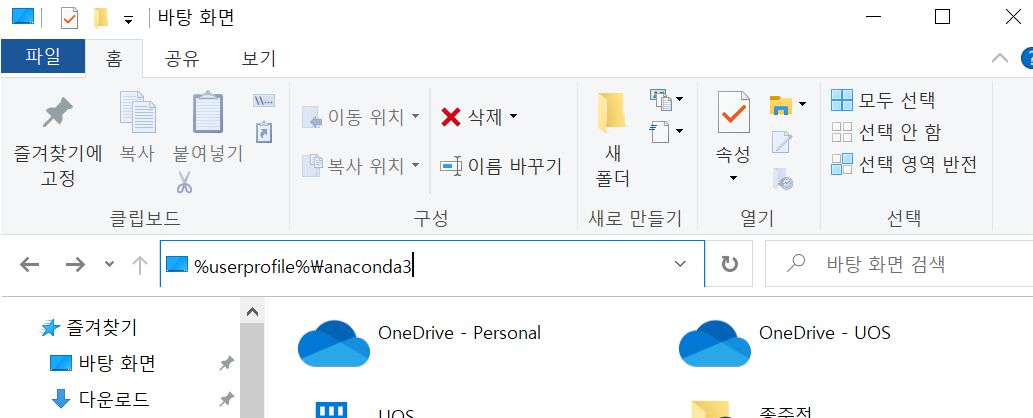 바탕 화면
파일 홈 공유 보기
즐겨찾기에 고정
복사
붙여넣기
클립보드
이동 위치
복사 위치
삭제
이름 바꾸기
구성
새 폴더
새로 만들기
속성
열기
모두 선택
선택 안 함
선택 영역 반전
선택
%userprofile%₩anaconda3
바탕 화면 검색
즐겨찾기
바탕 화면
다운로드
OneDrive - Personal
OneDrive - UOS
UOS